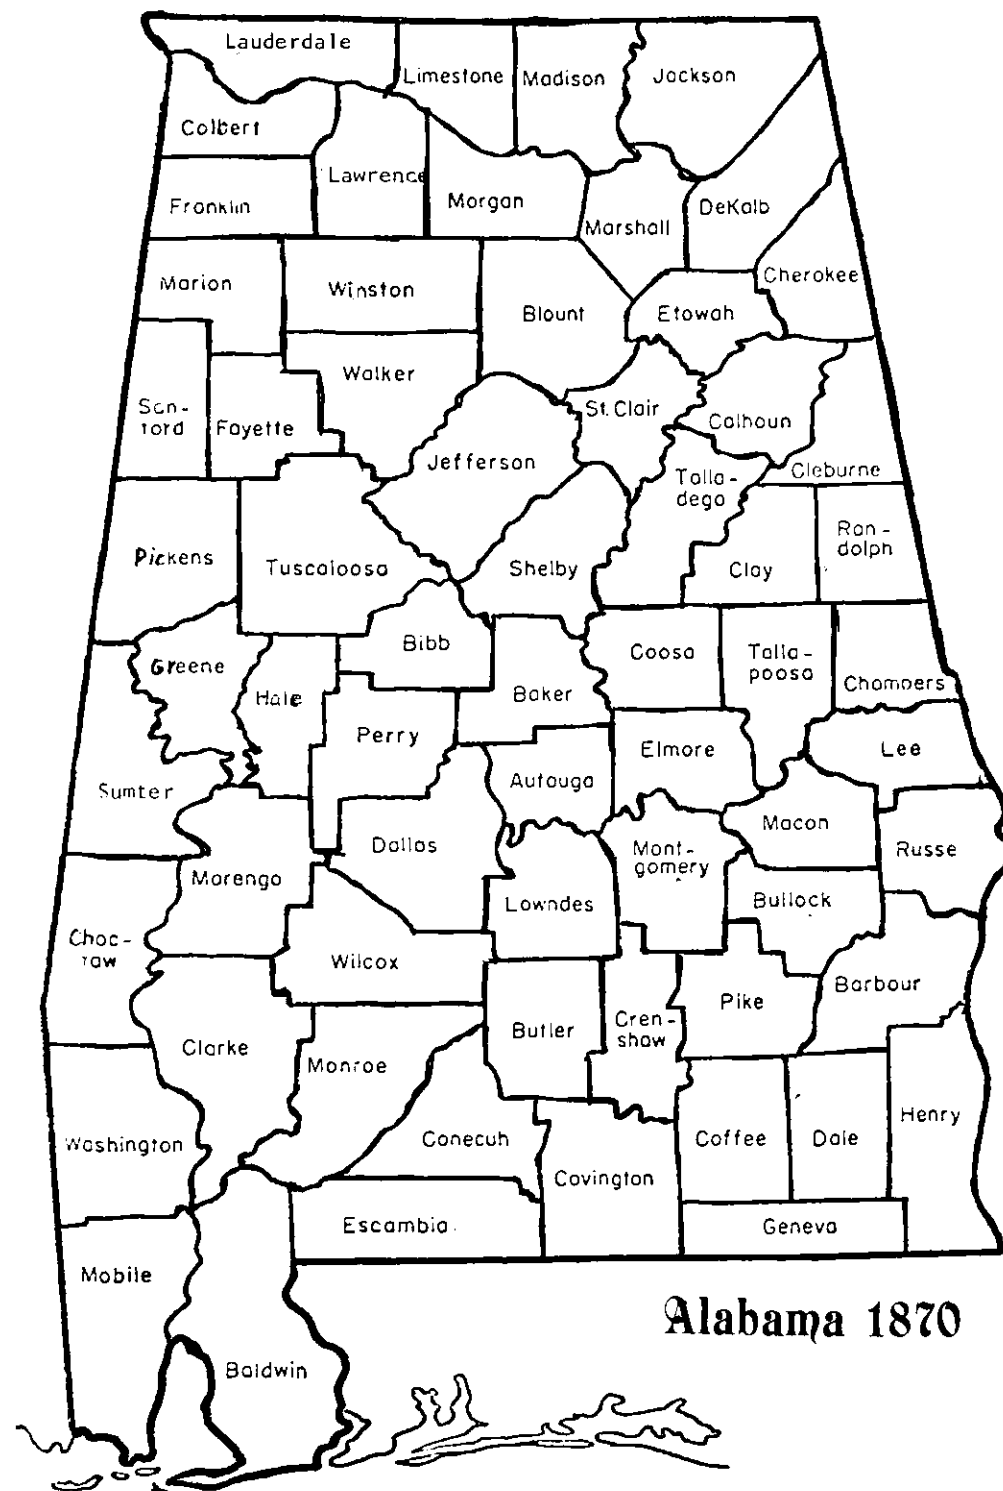 Lauderdale
Limestone
Madison
Jackson
Colbert
Lawrence
Franklin
Morgan
DeKalb
Marshall
Cherokee
Marion
Winston
Blount
Etowah
Walker
San-
ford
Fayette
St. Clair
Calhoun
Jefferson
Cleburne
Talla-
dega
Ran-
dolph
Pickens
Tuscaloosa
Shelby
Clay
Bibb
Greene
Coosa
Talla-
poosa
Hale
Baker
Chambers
Perry
Elmore
Lee
Sumter
Autauga
Dallas
Macon
Mont-
gomery
Russe
Marengo
Lowndes
Bullock
Choc-
taw
Wilcox
Barbour
Pike
Butler
Cren-
shaw
Clarke
Monroe
Henry
Washington
Conecuh
Coffee
Dale
Covington
Escambia
Geneva
Mobile
Alabama 1870
Baldwin